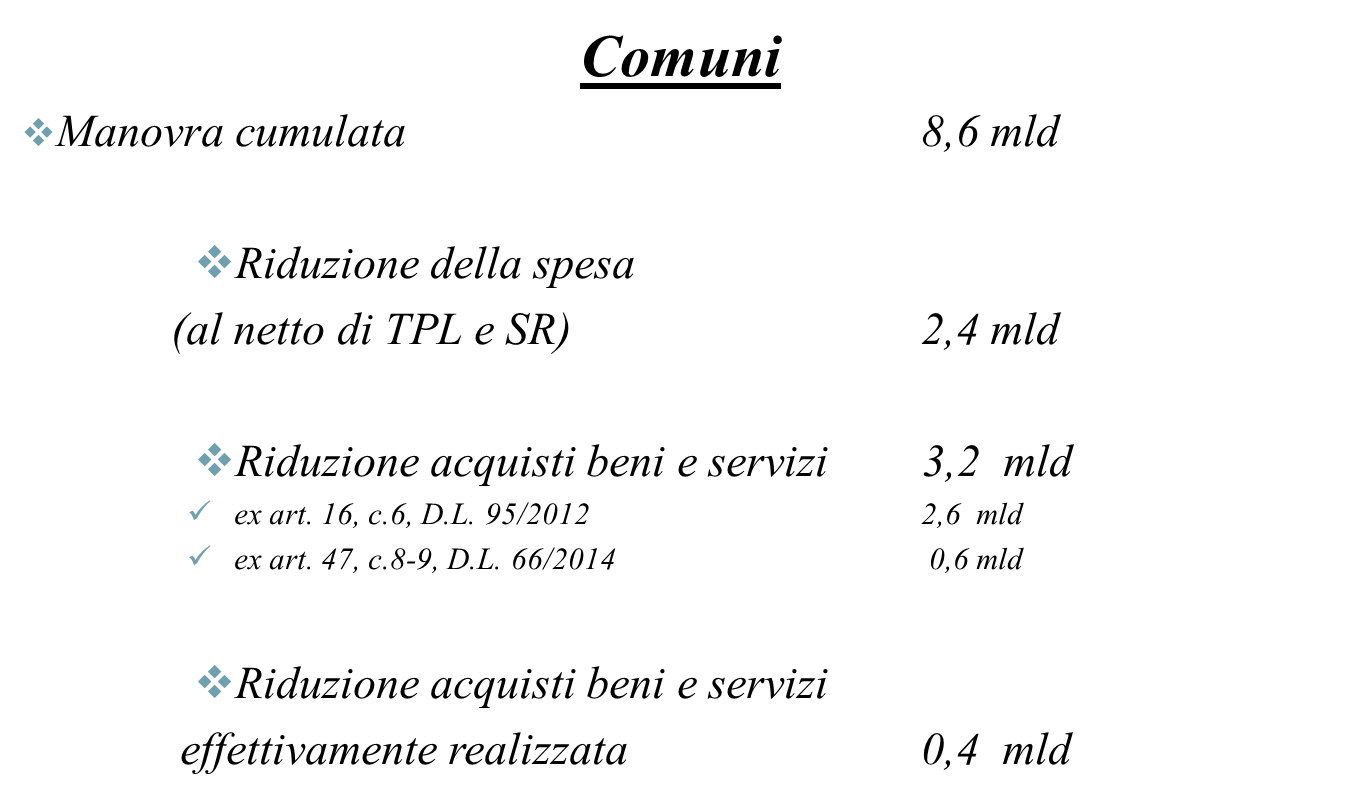 Comuni
❖Manovra cumulata 8,6 mld
❖Riduzione della spesa
(al netto di TPL e SR) 2,4 mld
❖Riduzione acquisti beni e servizi 3,2 mld
✓ ex art. 16, c.6, D.L. 95/2012 2,6 mld
✓ ex art. 47, c.8-9, D.L. 66/2014 0,6 mld
❖Riduzione acquisti beni e servizi
effettivamente realizzata 0,4 mld